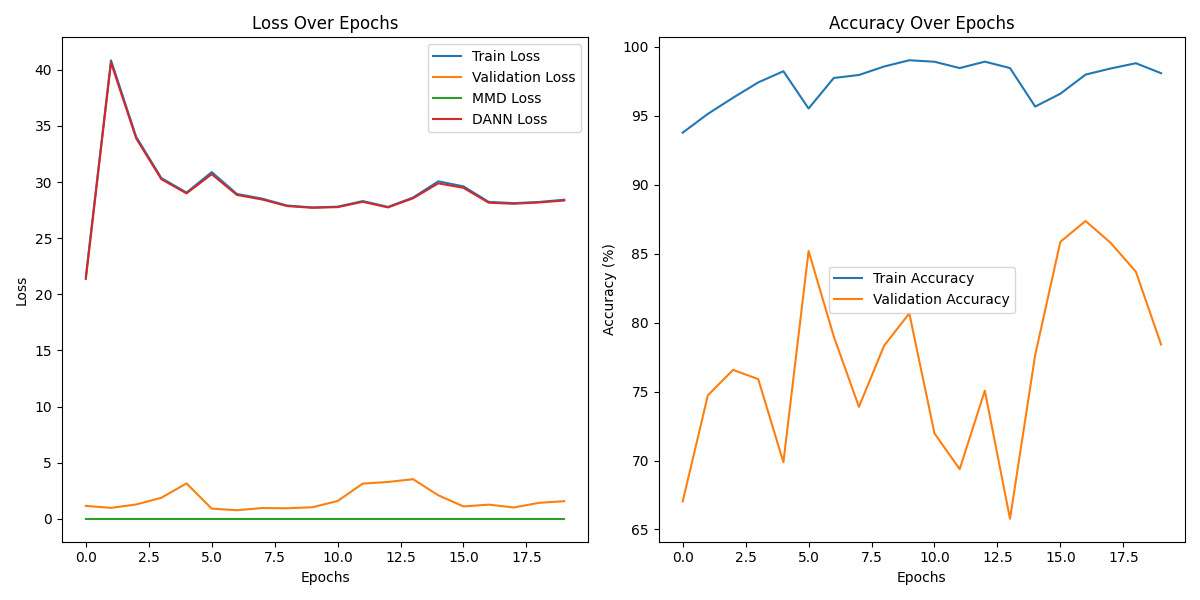 Loss Over Epochs
Train Loss
Validation Loss
MMD Loss
DANN Loss
Loss
40
35
30
25
20
15
10
5
0
0.0 2.5 5.0 7.5 10.0 12.5 15.0 17.5
Epochs
Accuracy Over Epochs
Train Accuracy
Validation Accuracy
Accuracy (%)
100
95
90
85
80
75
70
65
0.0 2.5 5.0 7.5 10.0 12.5 15.0 17.5
Epochs